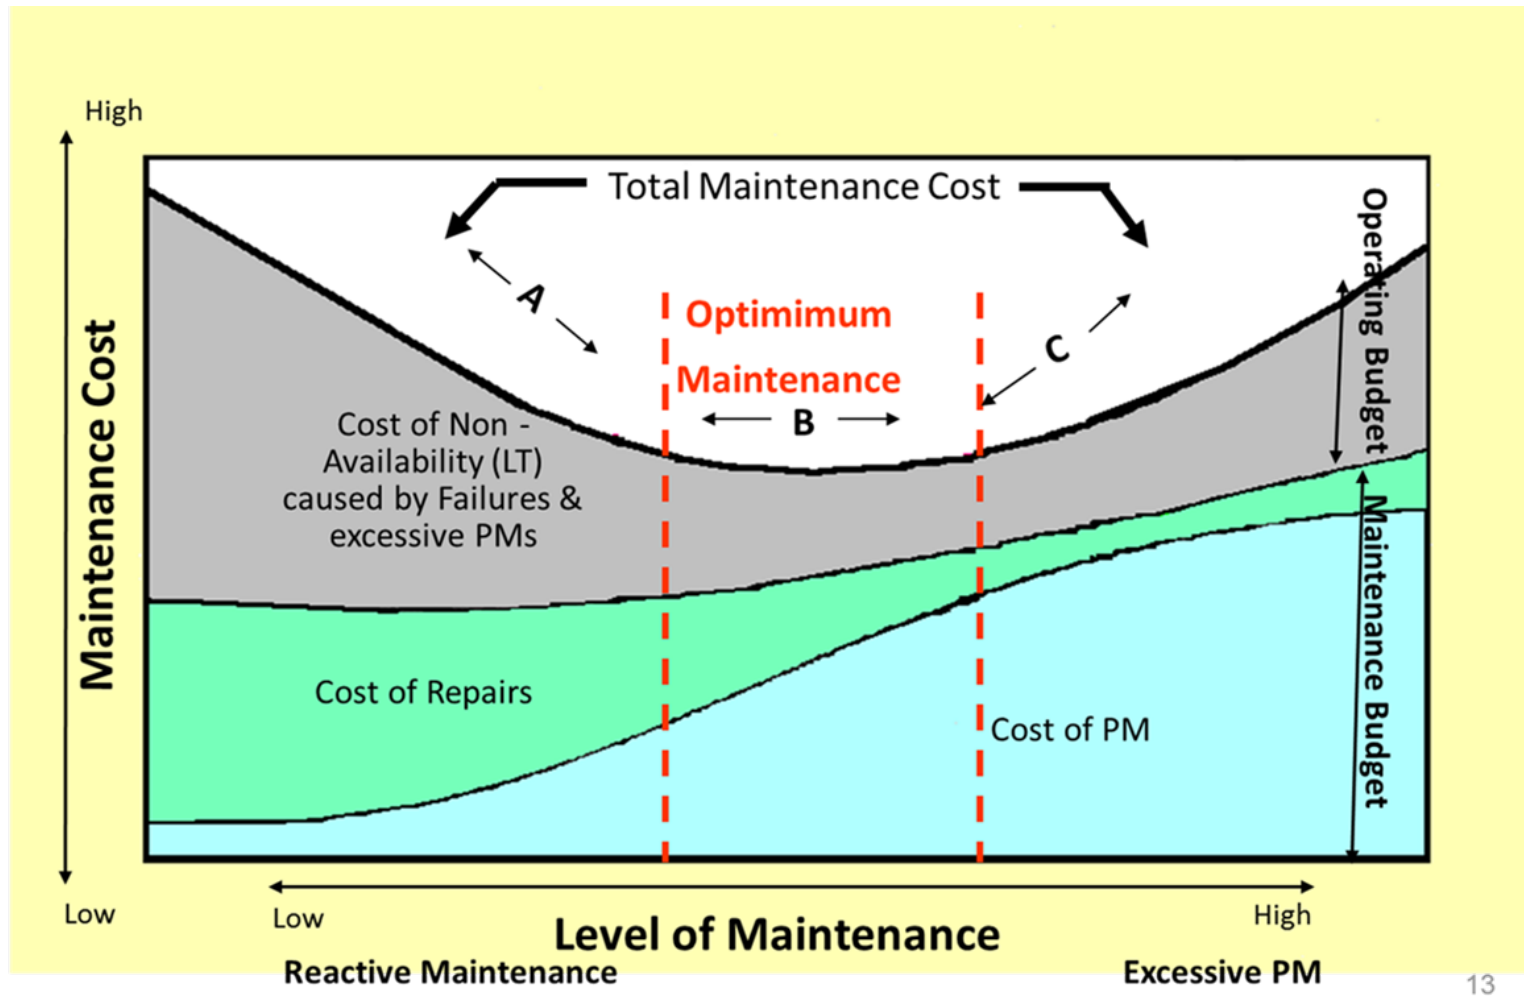 High
Total Maintenance Cost
A
Optimimum
Maintenance
B
C
Operating Budget
Maintenance Cost
Cost of Non -
Availability (LT)
caused by Failures &
excessive PMs
Cost of Repairs
Cost of PM
Maintenance Budget
Low
Low
High
Level of Maintenance
Reactive Maintenance
Excessive PM
13